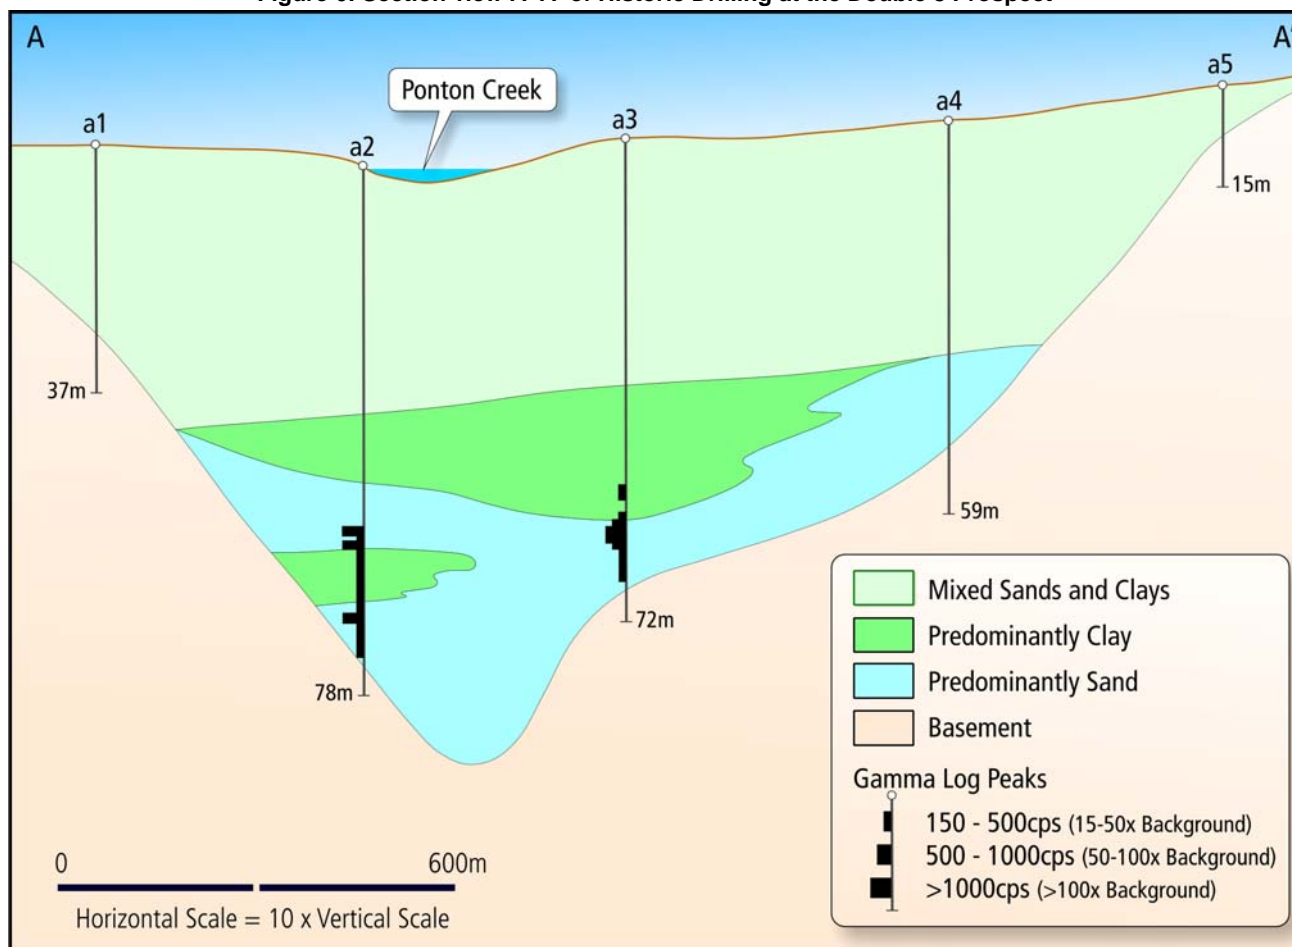 A
A'
a5
Ponton Creek
a4
a1
a3
a2
15m
37m
59m
72m
78m
Mixed Sands and Clays
Predominantly Clay
Predominantly Sand
Basement
Gamma Log Peaks
150 - 500cps (15-50x Background)
500 - 1000cps (50-100x Background)
>1000cps (>100x Background)
0 600m
Horizontal Scale = 10 x Vertical Scale